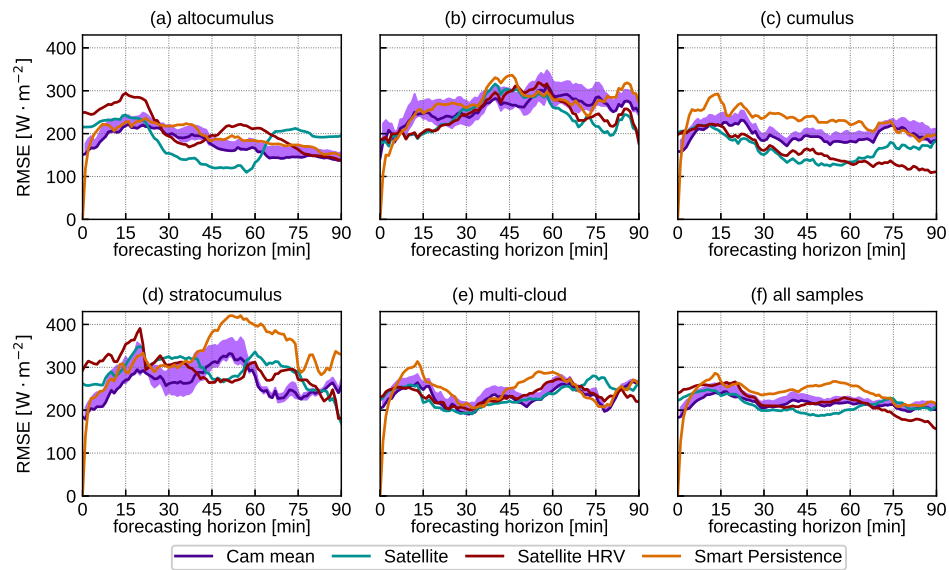 (a) altocumulus (b) cirrocumulus (c) cumulus
RMSE [W · m⁻²]
400
300
200
100
0
0 15 30 45 60 75 90 0 15 30 45 60 75 90 0 15 30 45 60 75 90
forecasting horizon [min] forecasting horizon [min] forecasting horizon [min]
(d) stratocumulus (e) multi-cloud (f) all samples
RMSE [W · m⁻²]
400
300
200
100
0
0 15 30 45 60 75 90 0 15 30 45 60 75 90 0 15 30 45 60 75 90
forecasting horizon [min] forecasting horizon [min] forecasting horizon [min]
Cam mean Satellite Satellite HRV Smart Persistence